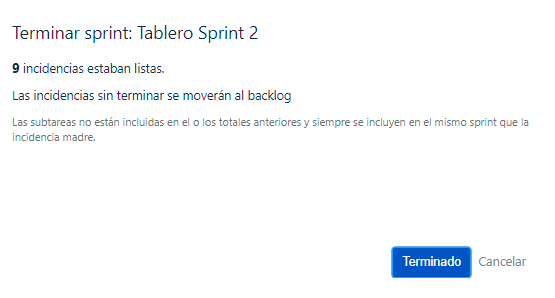 Terminar sprint: Tablero Sprint 2
9 incidencias estaban listas.
Las incidencias sin terminar se moverán al backlog
Las subtareas no están incluidas en el o los totales anteriores y siempre se incluyen en el mismo sprint que la
incidencia madre.
Terminado Cancelar